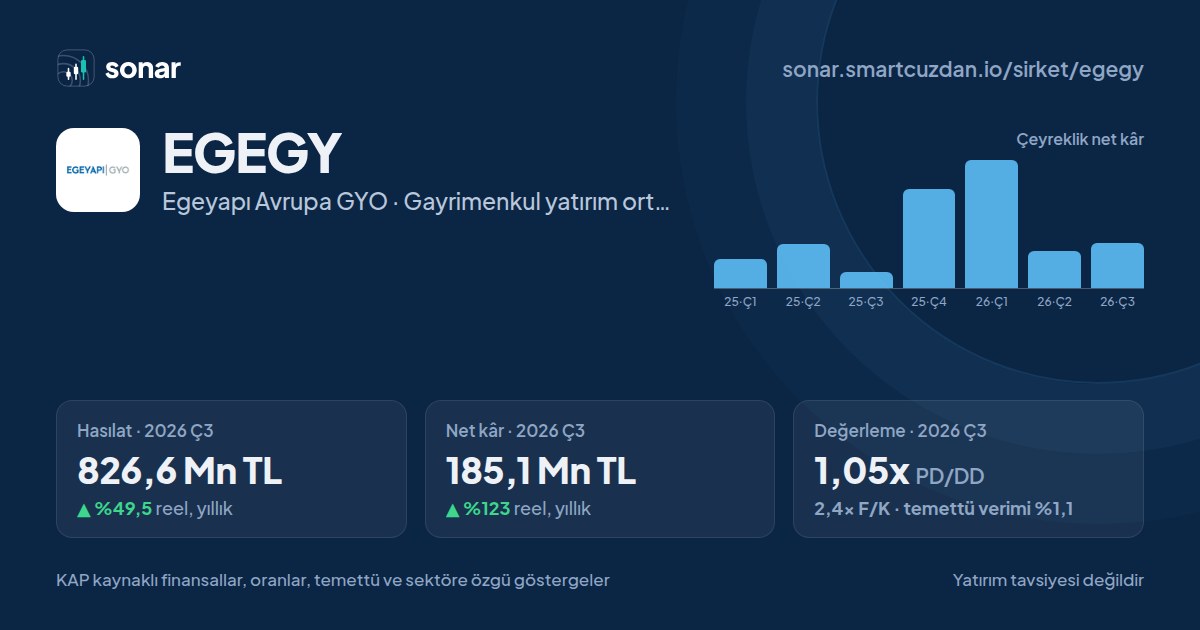 sonar
sonar.smartcuzdan.io/sirket/egegy
EGEYAPI|GYO
EGEGY
Egeyapı Avrupa GYO · Gayrimenkul yatırım ort…
Çeyreklik net kâr
25·Ç1 25·Ç2 25·Ç3 25·Ç4 26·Ç1 26·Ç2 26·Ç3
Hasılat · 2026 Ç3
826,6 Mn TL
▲ %49,5 reel, yıllık
Net kâr · 2026 Ç3
185,1 Mn TL
▲ %123 reel, yıllık
Değerleme · 2026 Ç3
1,05x PD/DD
2,4× F/K · temettü verimi %1,1
KAP kaynaklı finansallar, oranlar, temettü ve sektöre özgü göstergeler
Yatırım tavsiyesi değildir